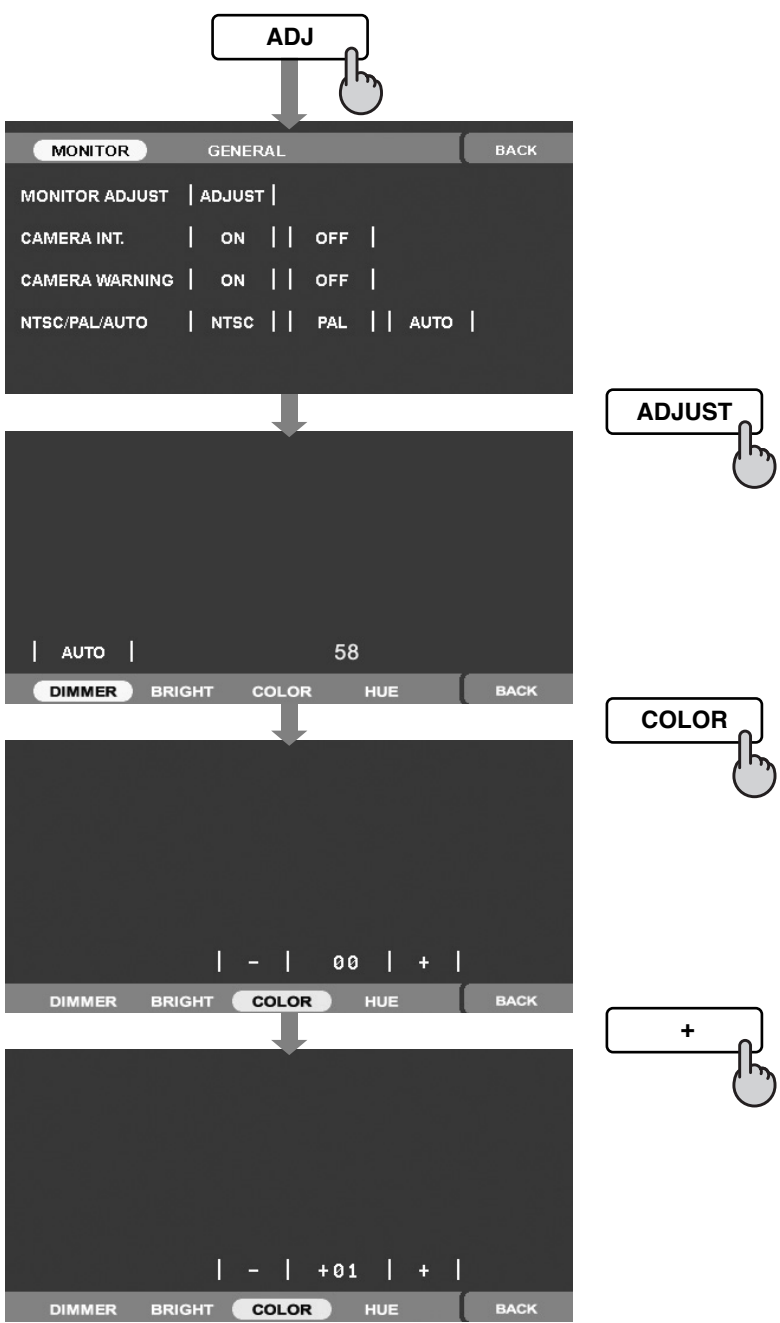 ADJ
MONITOR GENERAL BACK
MONITOR ADJUST | ADJUST |
CAMERA INT. | ON | | OFF |
CAMERA WARNING | ON | | OFF |
NTSC/PAL/AUTO | NTSC | | PAL | | AUTO |
ADJUST
| AUTO | 58
DIMMER BRIGHT COLOR HUE BACK
COLOR
| - | 00 | + |
DIMMER BRIGHT COLOR HUE BACK
+
| - | +01 | + |
DIMMER BRIGHT COLOR HUE BACK